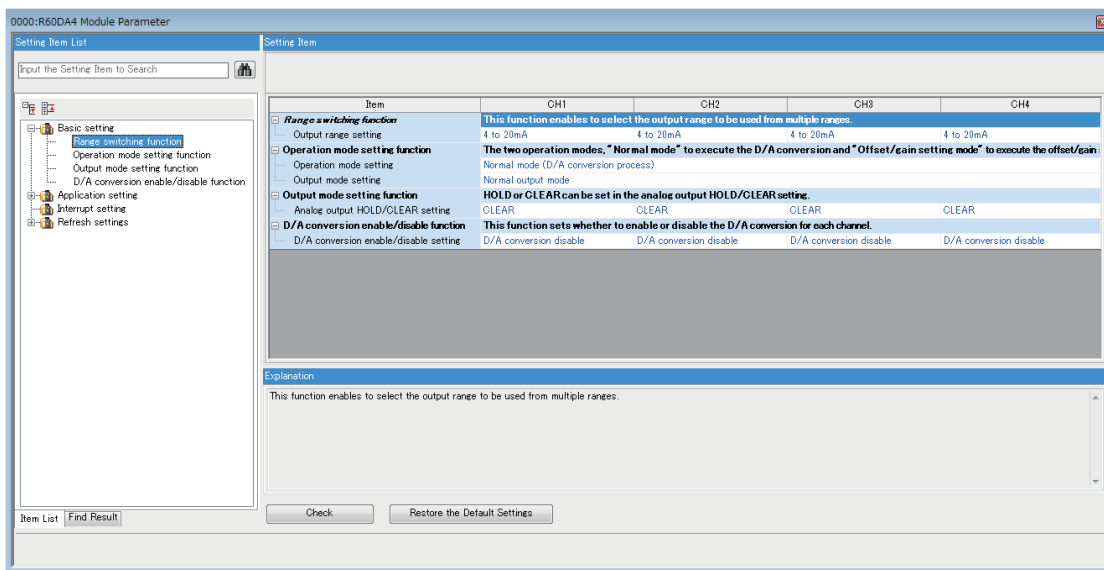 0000:R60DA4 Module Parameter
Setting Item List
Input the Setting Item to Search
Basic setting
Range switching function
Operation mode setting function
Output mode setting function
D/A conversion enable/disable function
Application setting
Interrupt setting
Refresh settings
Item List Find Result
Setting Item
Item CH1 CH2 CH3 CH4
Range switching function This function enables to select the output range to be used from multiple ranges.
Output range setting 4 to 20mA 4 to 20mA 4 to 20mA 4 to 20mA
Operation mode setting function The two operation modes, "Normal mode" to execute the D/A conversion and "Offset/gain setting mode" to execute the offset/gain
Operation mode setting Normal mode (D/A conversion process)
Output mode setting Normal output mode
Output mode setting function HOLD or CLEAR can be set in the analog output HOLD/CLEAR setting.
Analog output HOLD/CLEAR setting CLEAR CLEAR CLEAR CLEAR
D/A conversion enable/disable function This function sets whether to enable or disable the D/A conversion for each channel.
D/A conversion enable/disable setting D/A conversion disable D/A conversion disable D/A conversion disable D/A conversion disable
Explanation
This function enables to select the output range to be used from multiple ranges.
Check Restore the Default Settings